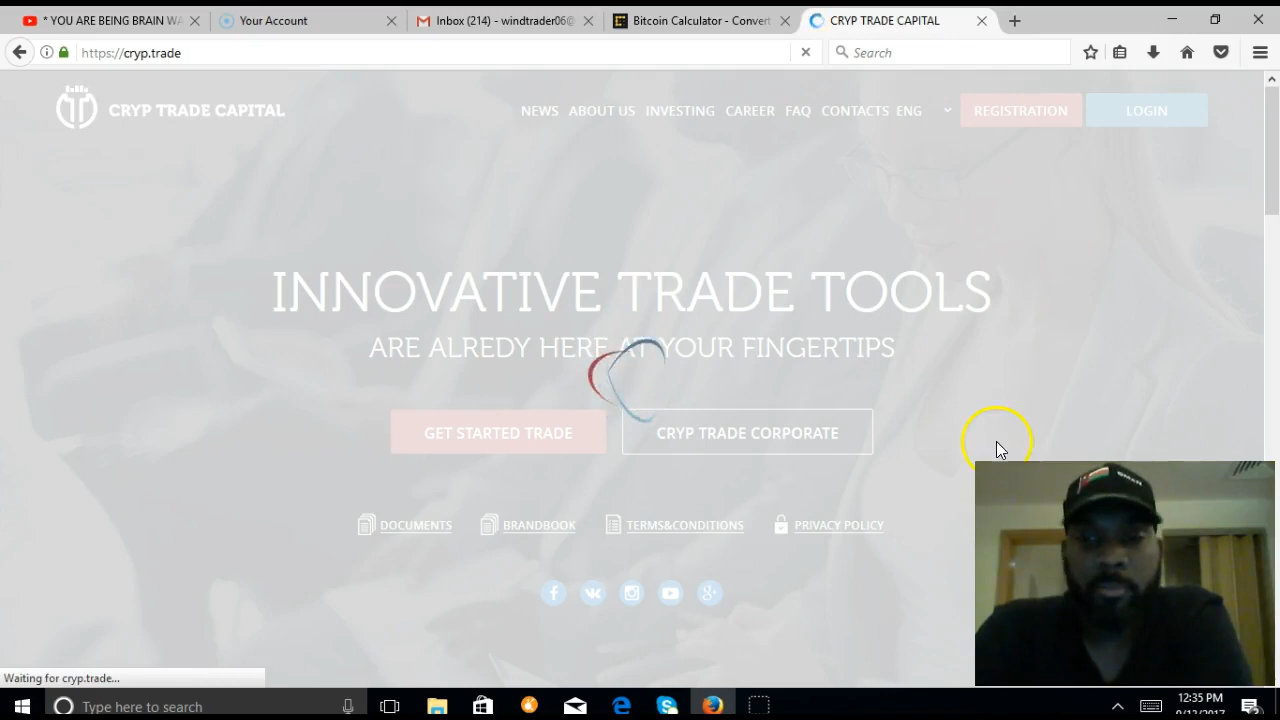 * YOU ARE BEING BRAIN WA
Your Account
Inbox (214) - windtrader06@
Bitcoin Calculator - Convert
CRYP TRADE CAPITAL
https://cryp.trade
Search
CRYP TRADE CAPITAL
NEWS ABOUT US INVESTING CAREER FAQ CONTACTS ENG
REGISTRATION
LOGIN
INNOVATIVE TRADE TOOLS
ARE ALREDY HERE AT YOUR FINGERTIPS
GET STARTED TRADE
CRYP TRADE CORPORATE
DOCUMENTS
BRANDBOOK
TERMS&CONDITIONS
PRIVACY POLICY
Waiting for cryp.trade...
Type here to search
12:35 PM